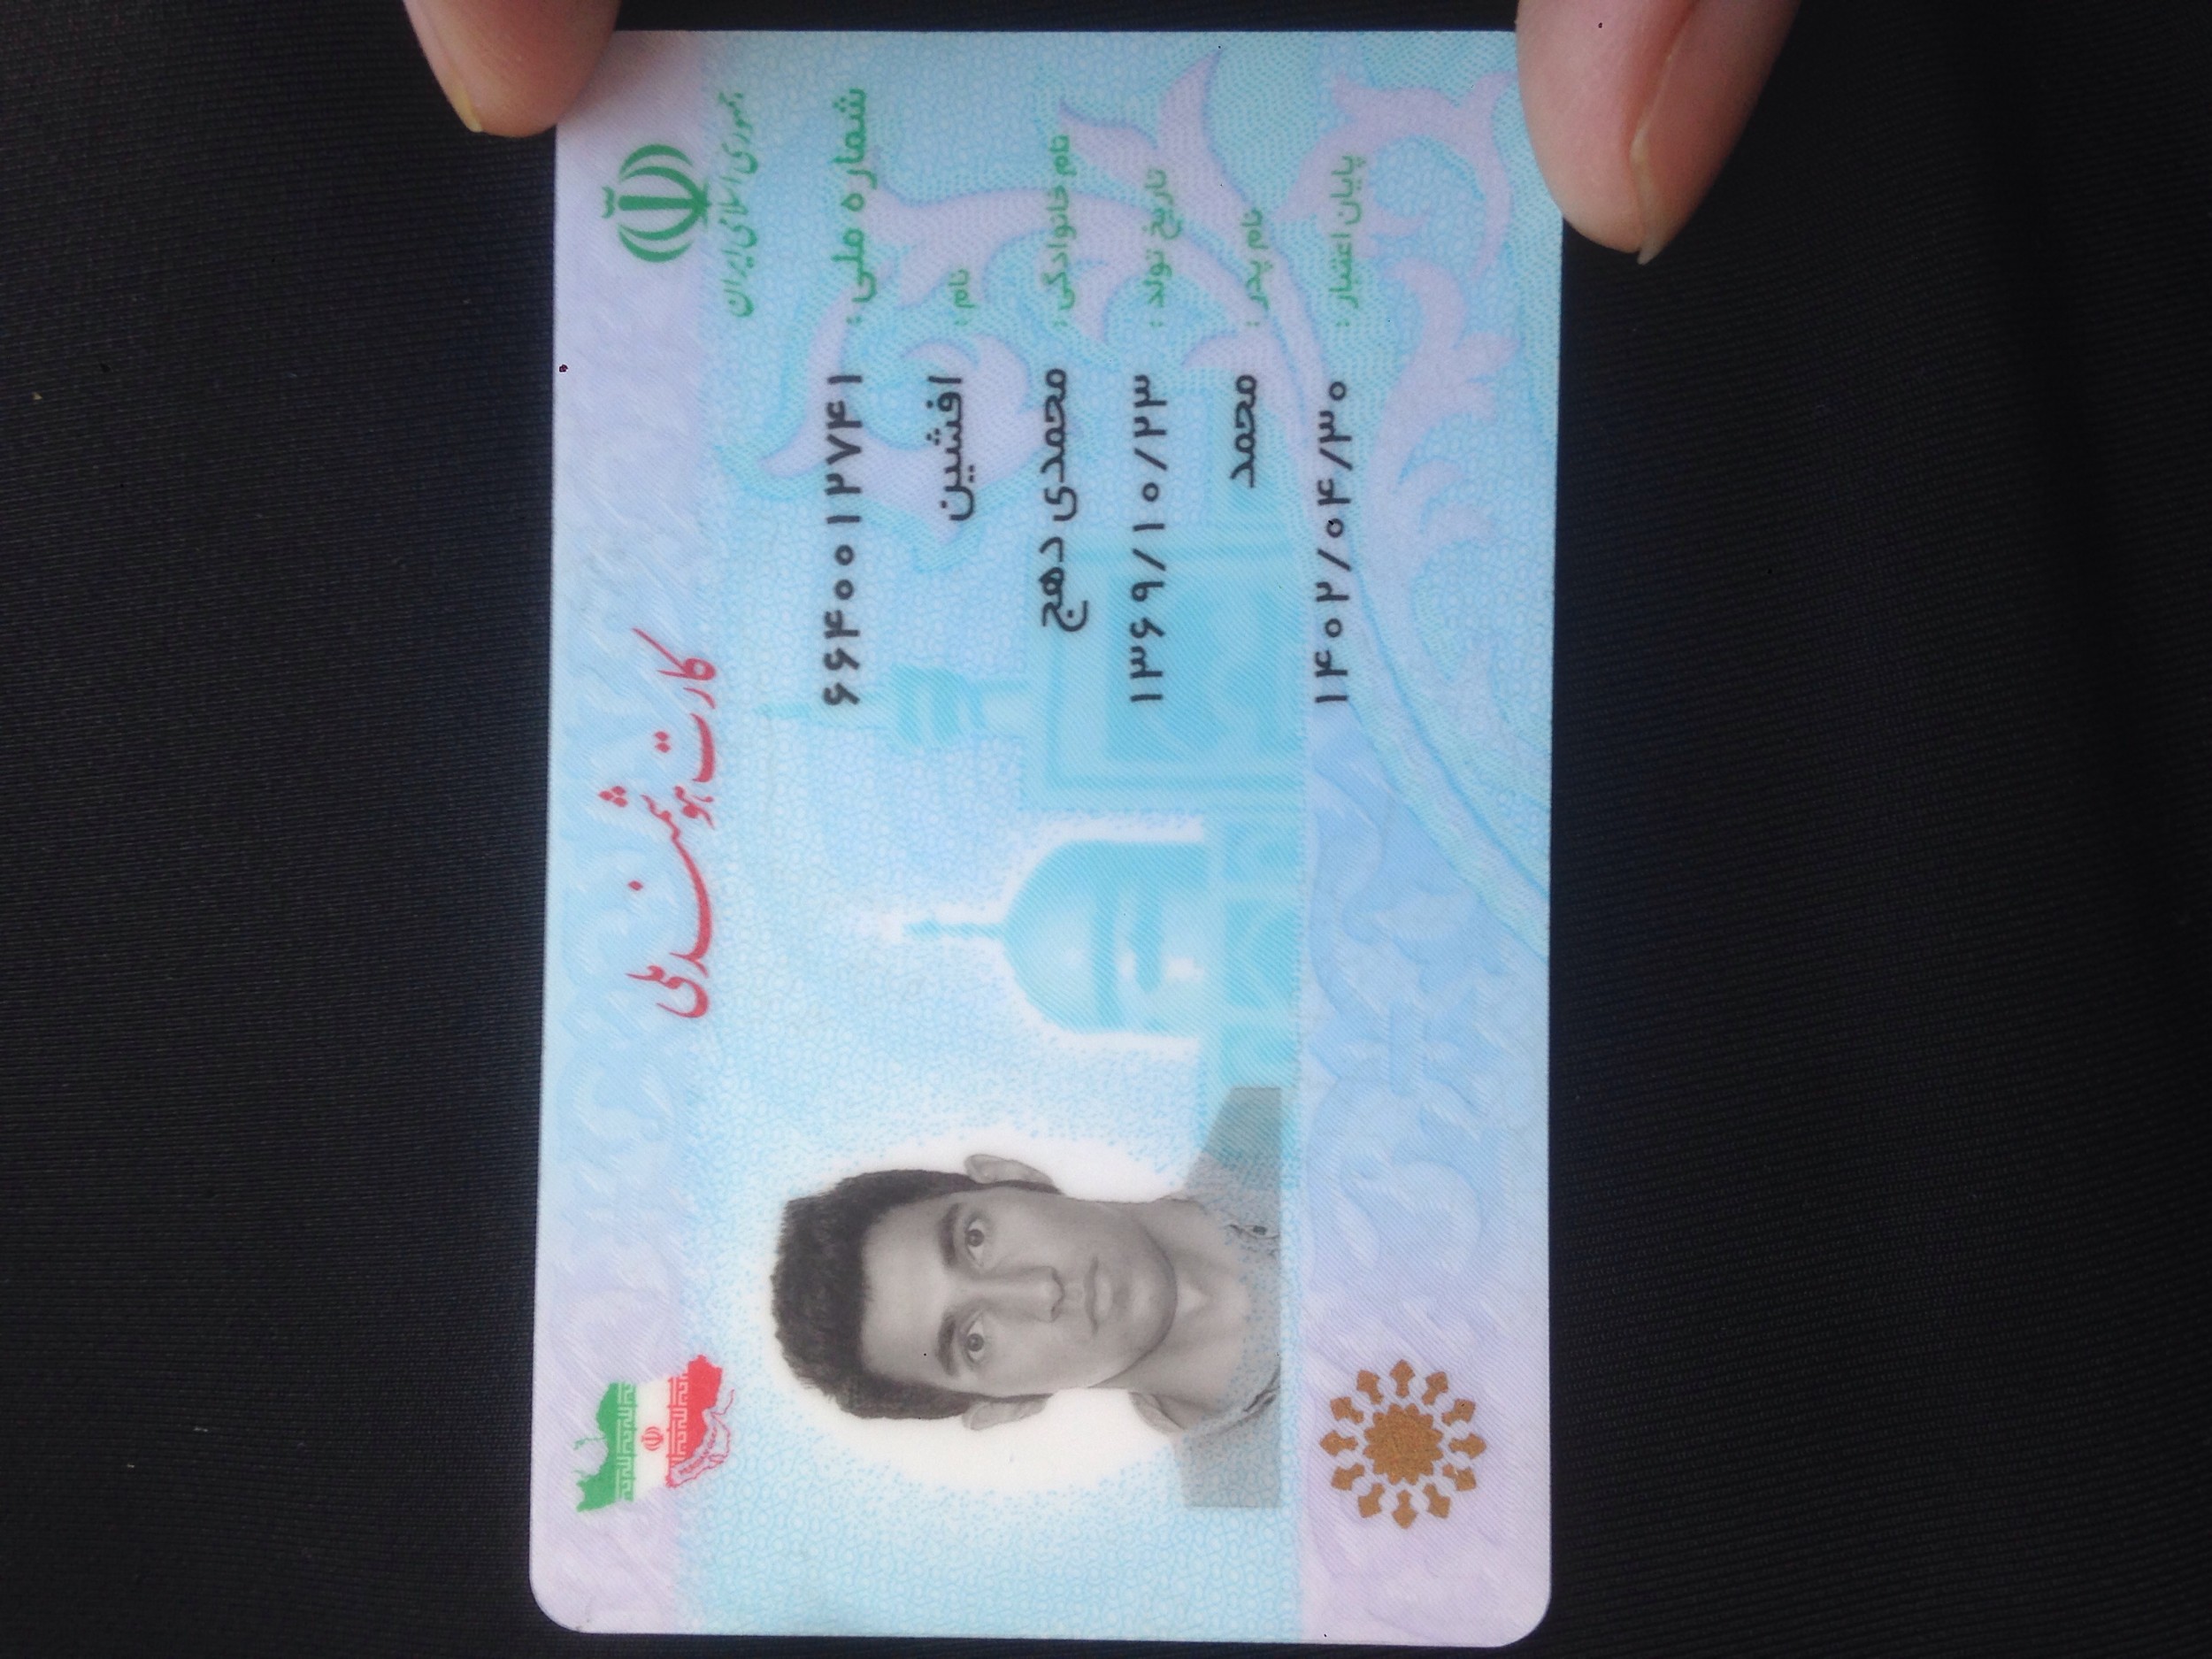 جمهوری اسلامی ایران
کارت هوشمند ملی
شماره ملی : ۶۶۴۰۰۱۲۷۴۱
نام : افشین
نام خانوادگی : محمدی دهج
تاریخ تولد : ۱۳۶۹/۱۰/۲۳
نام پدر : محمد
پایان اعتبار : ۱۴۰۲/۰۴/۳۰